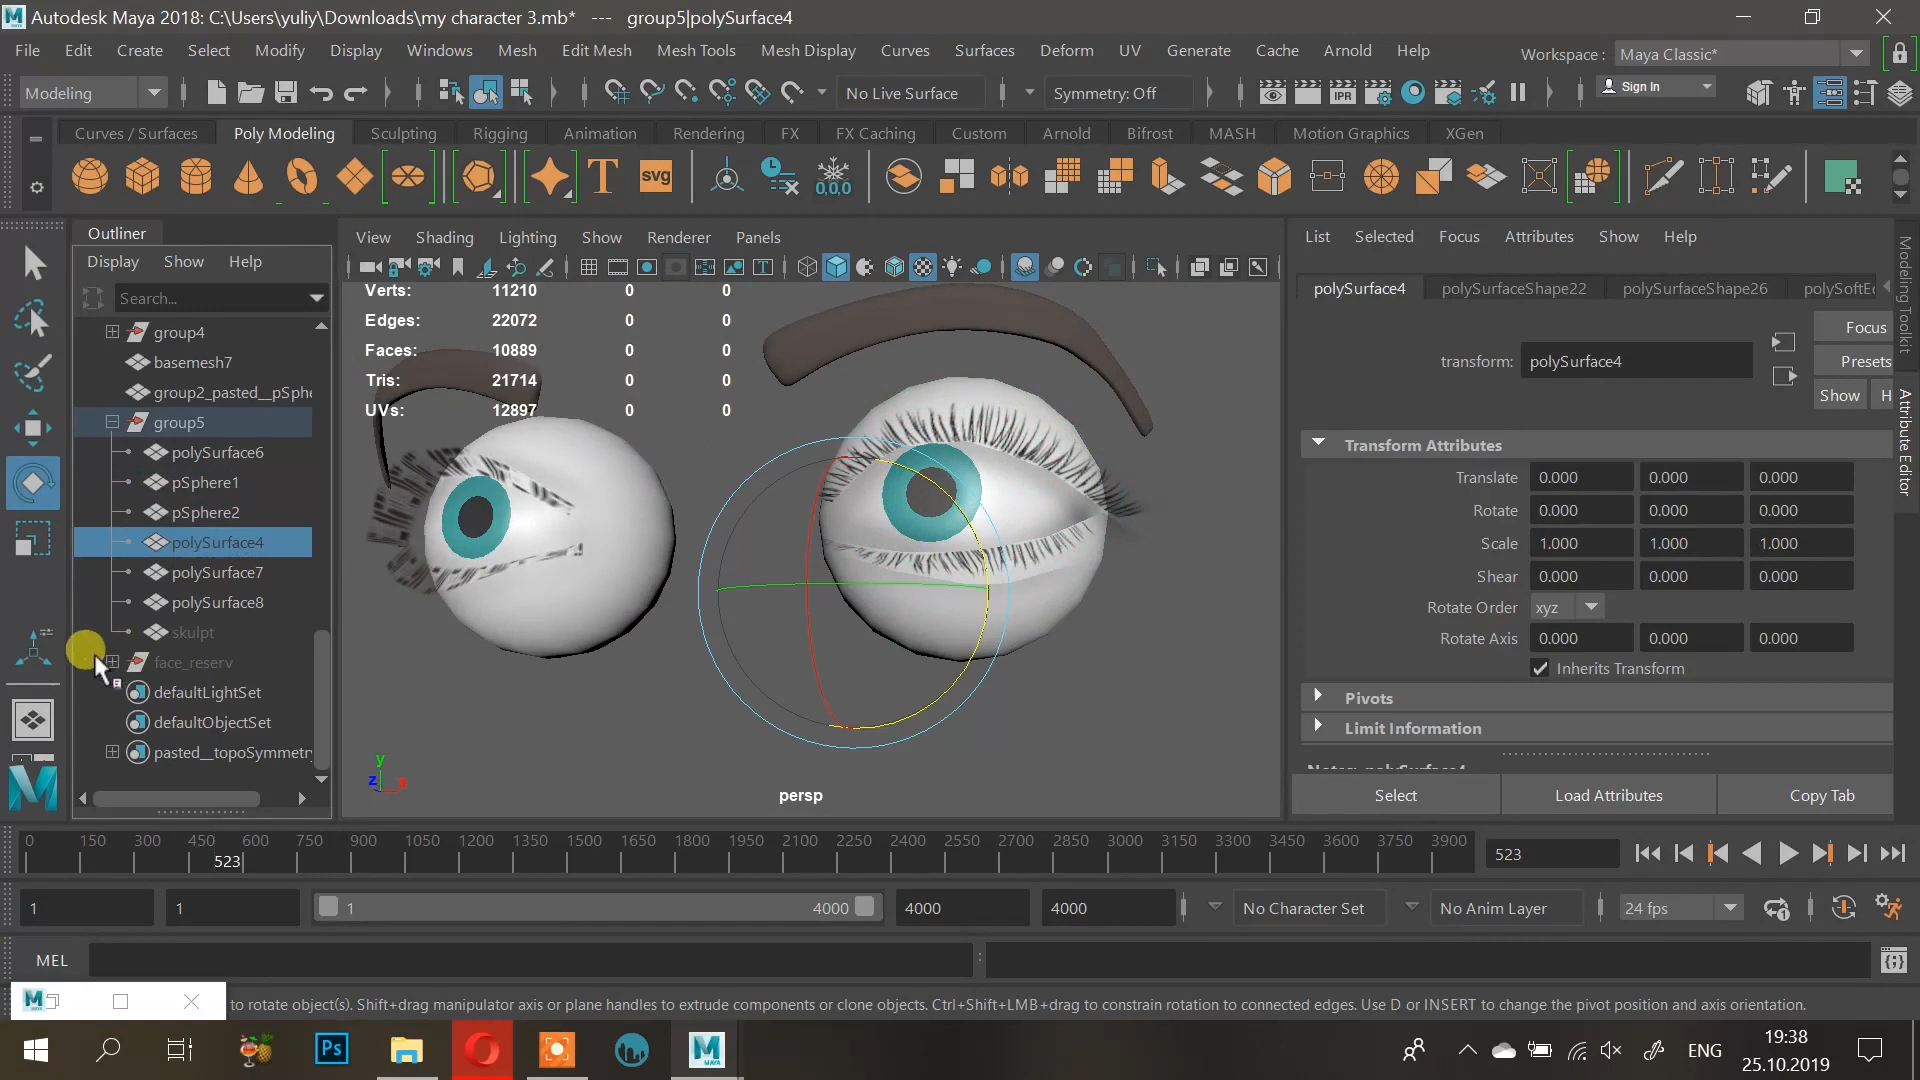 Autodesk Maya 2018: C:\Users\yuliy\Downloads\my character 3.mb* --- group5|polySurface4
File Edit Create Select Modify Display Windows Mesh Edit Mesh Mesh Tools Mesh Display Curves Surfaces Deform UV Generate Cache Arnold Help Workspace : Maya Classic*
Modeling No Live Surface Symmetry: Off IPR Sign In
Curves / Surfaces Poly Modeling Sculpting Rigging Animation Rendering FX FX Caching Custom Arnold Bifrost MASH Motion Graphics XGen
T svg 0,0,0
Outliner
Display Show Help
Search...
group4
basemesh7
group2_pasted__pSphe
group5
polySurface6
pSphere1
pSphere2
polySurface4
polySurface7
polySurface8
skulpt
face_reserv
defaultLightSet
defaultObjectSet
pasted__topoSymmetr
View Shading Lighting Show Renderer Panels
Verts: 11210 0 0
Edges: 22072 0 0
Faces: 10889 0 0
Tris: 21714 0 0
UVs: 12897 0 0
y
z x
persp
List Selected Focus Attributes Show Help
polySurface4 polySurfaceShape22 polySurfaceShape26 polySoftEc
Focus
transform: polySurface4
Presets
Show H
Transform Attributes
Translate 0.000 0.000 0.000
Rotate 0.000 0.000 0.000
Scale 1.000 1.000 1.000
Shear 0.000 0.000 0.000
Rotate Order xyz
Rotate Axis 0.000 0.000 0.000
Inherits Transform
Pivots
Limit Information
Select Load Attributes Copy Tab
Modeling Toolkit
Attribute Editor
0 150 300 450 600 750 900 1050 1200 1350 1500 1650 1800 1950 2100 2250 2400 2550 2700 2850 3000 3150 3300 3450 3600 3750 3900
523
523
1 1 1 4000 4000 4000 No Character Set No Anim Layer 24 fps
MEL
to rotate object(s). Shift+drag manipulator axis or plane handles to extrude components or clone objects. Ctrl+Shift+LMB+drag to constrain rotation to connected edges. Use D or INSERT to change the pivot position and axis orientation.
Ps
MAYA
ENG
19:38
25.10.2019